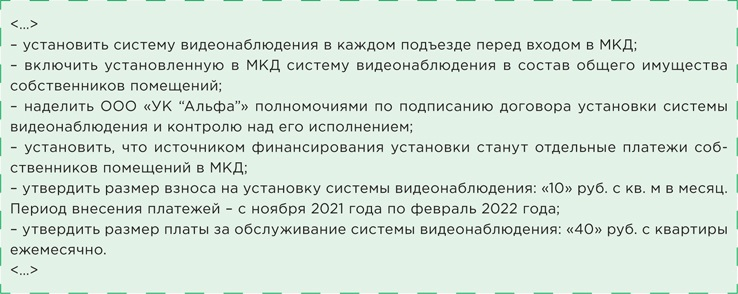 <...>
– установить систему видеонаблюдения в каждом подъезде перед входом в МКД;
– включить установленную в МКД систему видеонаблюдения в состав общего имущества
собственников помещений;
– наделить ООО «УК “Альфа”» полномочиями по подписанию договора установки системы
видеонаблюдения и контролю над его исполнением;
– установить, что источником финансирования установки станут отдельные платежи соб-
ственников помещений в МКД;
– утвердить размер взноса на установку системы видеонаблюдения: «10» руб. с кв. м в месяц.
Период внесения платежей – с ноября 2021 года по февраль 2022 года;
– утвердить размер платы за обслуживание системы видеонаблюдения: «40» руб. с квартиры
ежемесячно.
<...>